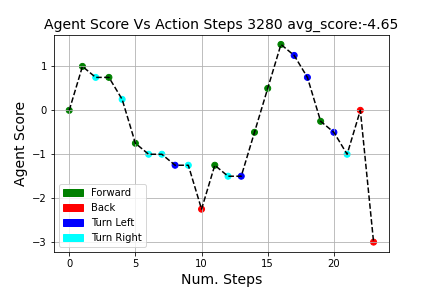 Agent Score Vs Action Steps 3280 avg_score:-4.65
Agent Score
1
0
−1
−2
−3
Forward
Back
Turn Left
Turn Right
0 5 10 15 20
Num. Steps